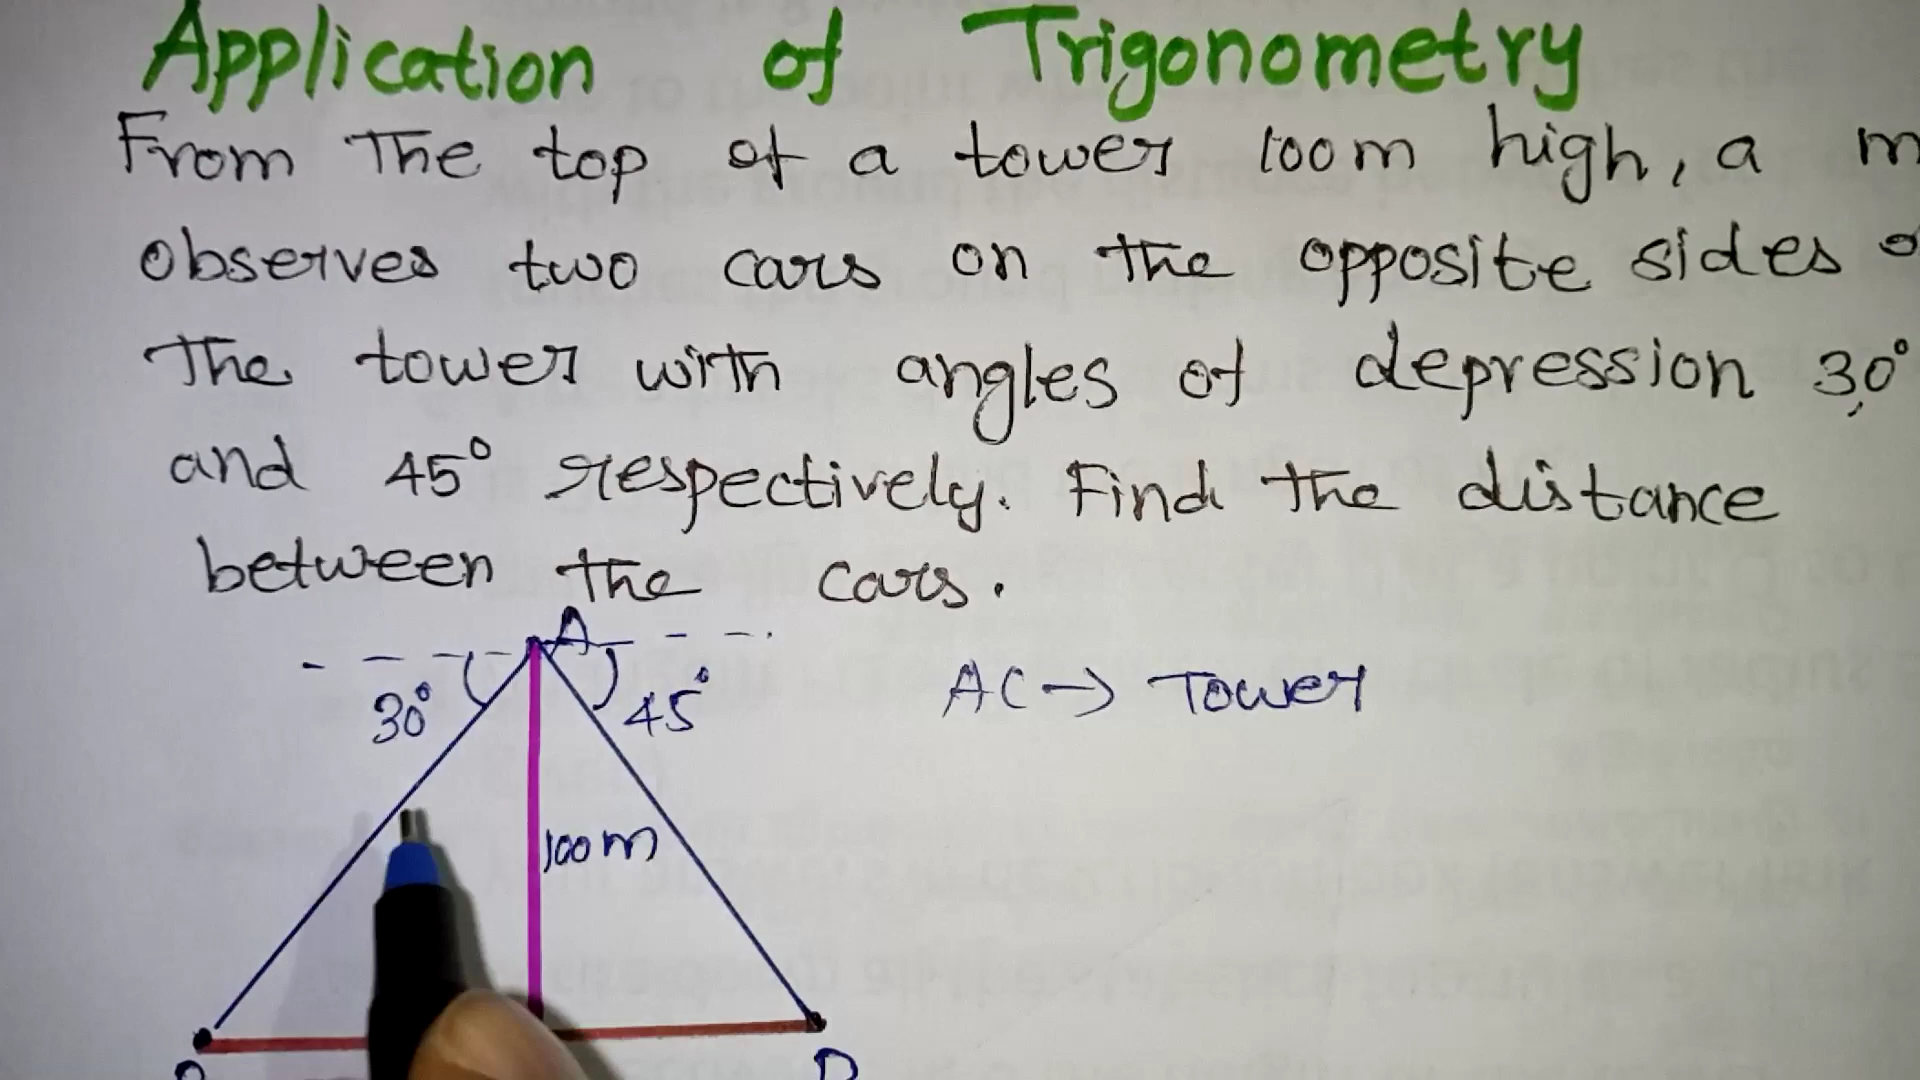 Application of Trigonometry
From The top of a tower 100m high, a m
observes two cars on the opposite sides o
The tower with angles of depression 30°
and 45° respectively. Find the distance
between the cars.
A
30° 45°
AC → Tower
100m
D